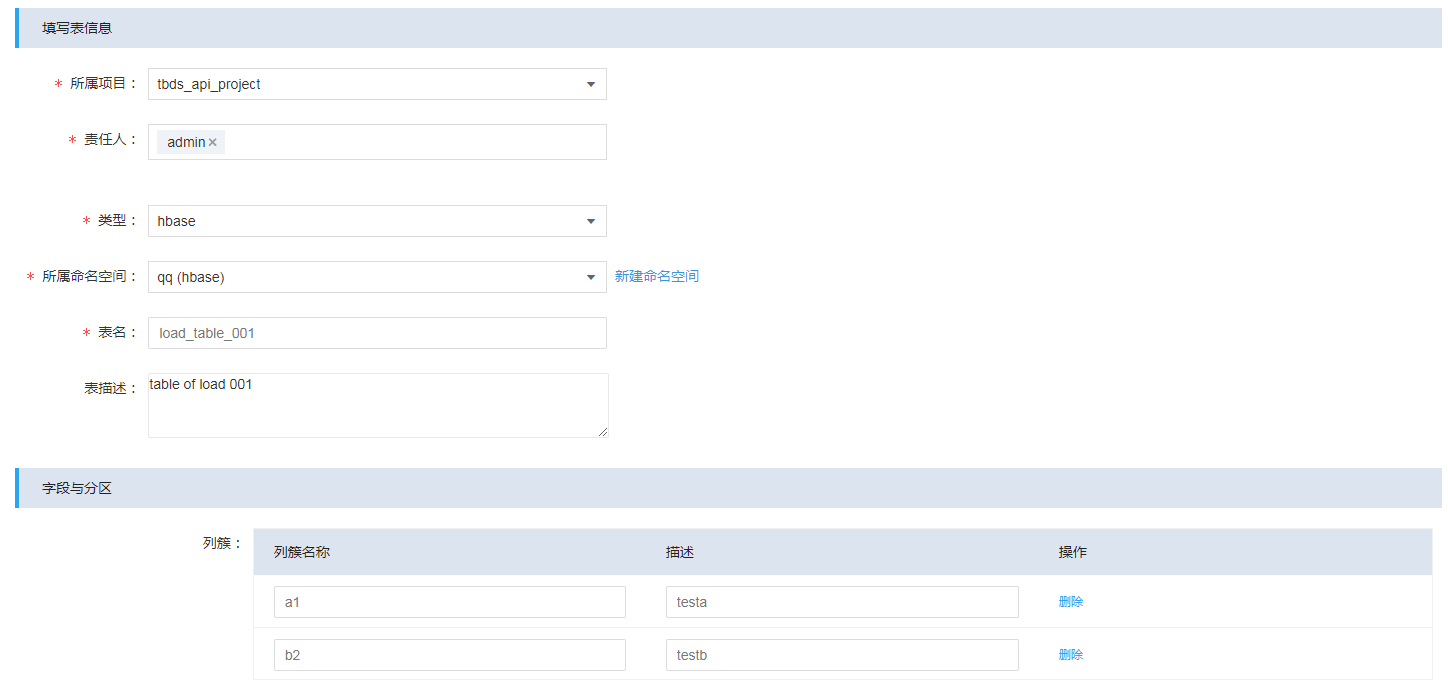 填写表信息
* 所属项目： tbds_api_project
* 责任人： admin ×
* 类型： hbase
* 所属命名空间： qq (hbase) 新建命名空间
* 表名： load_table_001
表描述： table of load 001
字段与分区
列簇： 列簇名称 描述 操作
a1 testa 删除
b2 testb 删除